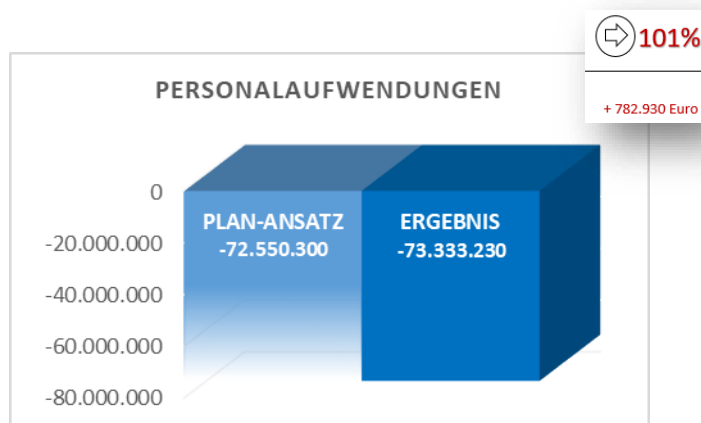 101%
+ 782.930 Euro
PERSONALAUFWENDUNGEN
0
-20.000.000
-40.000.000
-60.000.000
-80.000.000
PLAN-ANSATZ
-72.550.300
ERGEBNIS
-73.333.230